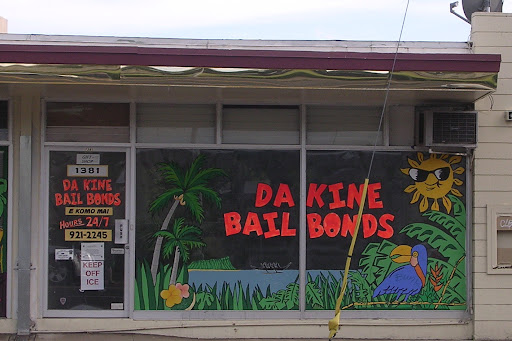 1381
DA KINE
BAIL BONDS
E KOMO MAI
HOURS 24/7
921-2245
KEEP
OFF
ICE
DA KINE
BAIL BONDS